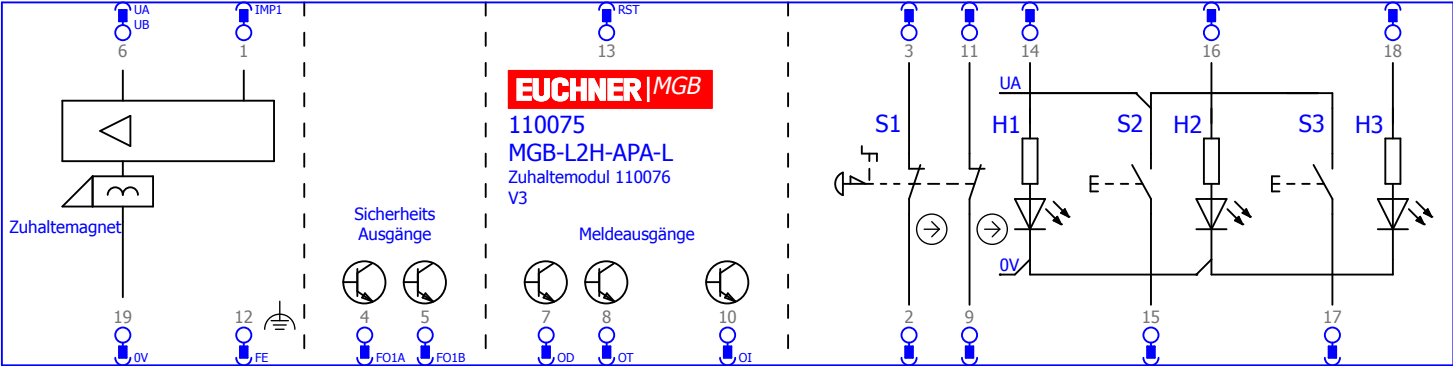 UA
UB
IMP1
RST
6
1
13
3
11
14
16
18
EUCHNER MGB
110075
MGB-L2H-APA-L
Zuhaltemodul 110076
V3
UA
S1
H1
S2
H2
S3
H3
E
E
Zuhaltemagnet
Sicherheits
Ausgänge
Meldeausgänge
0V
19
12
4
5
7
8
10
2
9
15
17
0V
FE
FO1A
FO1B
OD
OT
OI